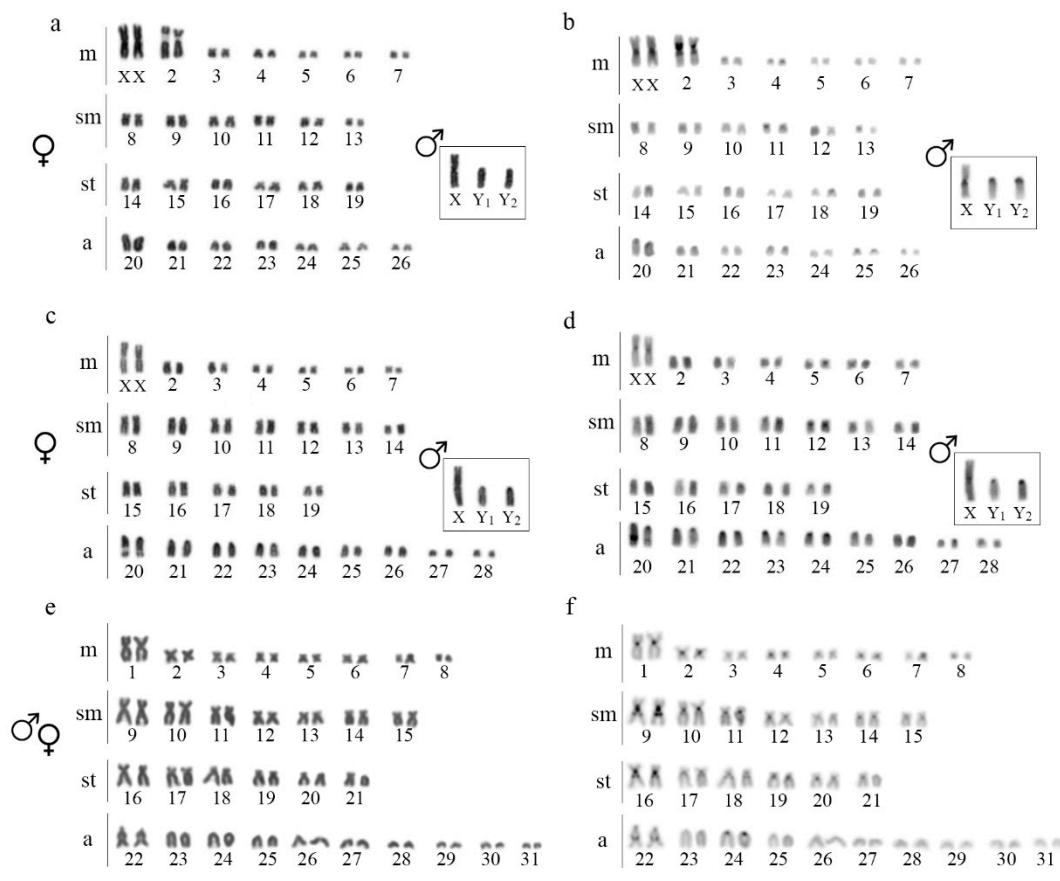 a
m
X X 2 3 4 5 6 7
sm
8 9 10 11 12 13
st
14 15 16 17 18 19
a
20 21 22 23 24 25 26
♀
♂
X Y₁ Y₂
b
m
X X 2 3 4 5 6 7
sm
8 9 10 11 12 13
st
14 15 16 17 18 19
a
20 21 22 23 24 25 26
♂
X Y₁ Y₂
c
m
X X 2 3 4 5 6 7
sm
8 9 10 11 12 13 14
st
15 16 17 18 19
a
20 21 22 23 24 25 26 27 28
♀
♂
X Y₁ Y₂
d
m
X X 2 3 4 5 6 7
sm
8 9 10 11 12 13 14
st
15 16 17 18 19
a
20 21 22 23 24 25 26 27 28
♂
X Y₁ Y₂
e
m
1 2 3 4 5 6 7 8
sm
9 10 11 12 13 14 15
st
16 17 18 19 20 21
a
22 23 24 25 26 27 28 29 30 31
♂♀
f
m
1 2 3 4 5 6 7 8
sm
9 10 11 12 13 14 15
st
16 17 18 19 20 21
a
22 23 24 25 26 27 28 29 30 31